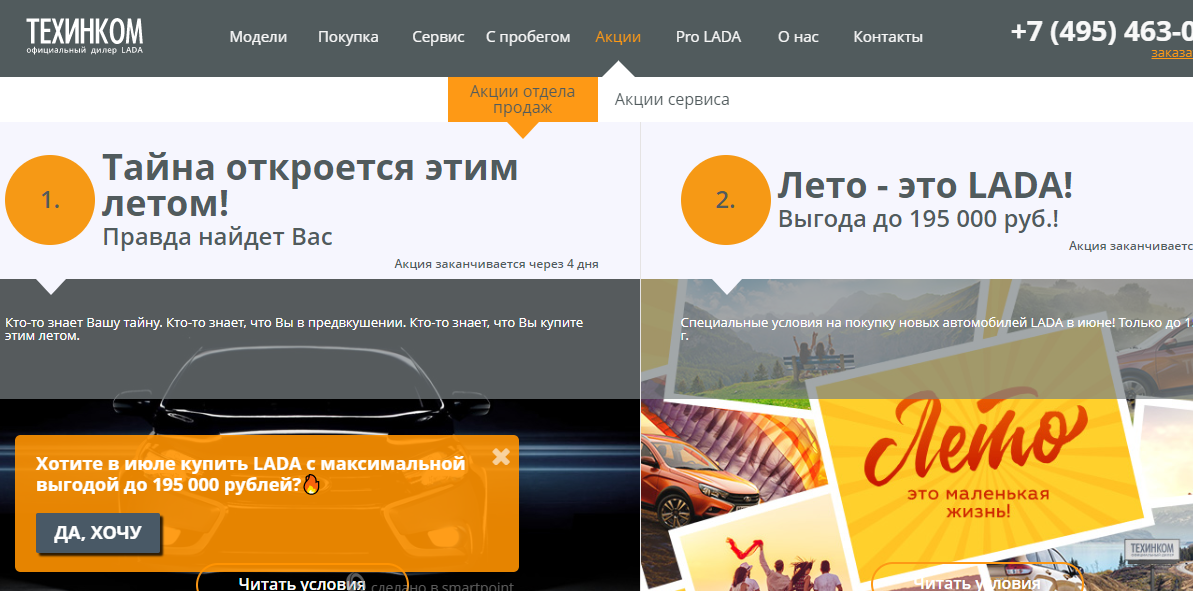 ТЕХИНКОМ
официальный дилер LADA
Модели
Покупка
Сервис
С пробегом
Акции
Pro LADA
О нас
Контакты
+7 (495) 463-0
заказа
Акции отдела
продаж
Акции сервиса
1.
Тайна откроется этим
летом!
Правда найдет Вас
Акция заканчивается через 4 дня
Кто-то знает Вашу тайну. Кто-то знает, что Вы в предвкушении. Кто-то знает, что Вы купите
этим летом.
Хотите в июле купить LADA с максимальной
выгодой до 195 000 рублей?🔥
ДА, ХОЧУ
Читать условия
сделано в smartpoint
2.
Лето - это LADA!
Выгода до 195 000 руб.!
Акция заканчиваетс
Специальные условия на покупку новых автомобилей LADA в июне! Только до 1
г.
Лето
это маленькая
жизнь!
ТЕХИНКОМ
Читать условия